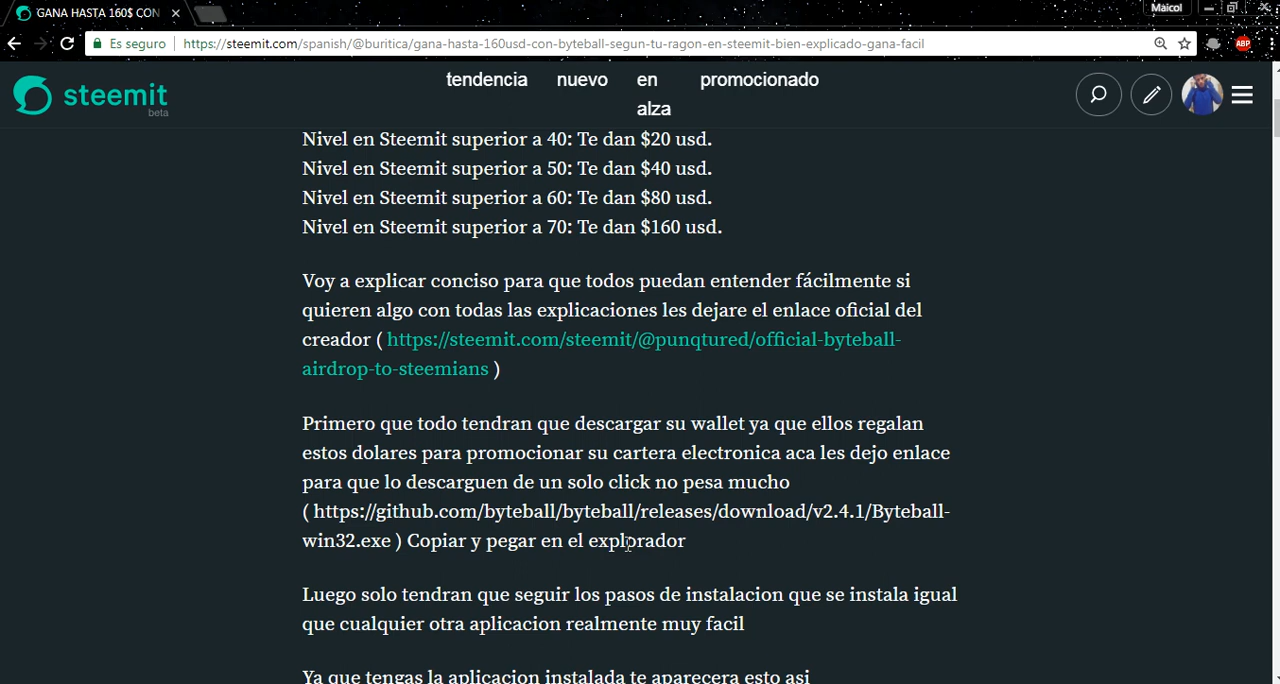 GANA HASTA 160$ CON
Maicol
Es seguro
https://steemit.com/spanish/@buritica/gana-hasta-160usd-con-byteball-segun-tu-ragon-en-steemit-bien-explicado-gana-facil
ABP
steemit
beta
tendencia nuevo en alza promocionado
Nivel en Steemit superior a 40: Te dan $20 usd.
Nivel en Steemit superior a 50: Te dan $40 usd.
Nivel en Steemit superior a 60: Te dan $80 usd.
Nivel en Steemit superior a 70: Te dan $160 usd.
Voy a explicar conciso para que todos puedan entender fácilmente si
quieren algo con todas las explicaciones les dejare el enlace oficial del
creador ( https://steemit.com/steemit/@punqtured/official-byteball-
airdrop-to-steemians )
Primero que todo tendran que descargar su wallet ya que ellos regalan
estos dolares para promocionar su cartera electronica aca les dejo enlace
para que lo descarguen de un solo click no pesa mucho
( https://github.com/byteball/byteball/releases/download/v2.4.1/Byteball-
win32.exe ) Copiar y pegar en el explorador
Luego solo tendran que seguir los pasos de instalacion que se instala igual
que cualquier otra aplicacion realmente muy facil
Ya que tengas la aplicacion instalada te aparecera esto asi